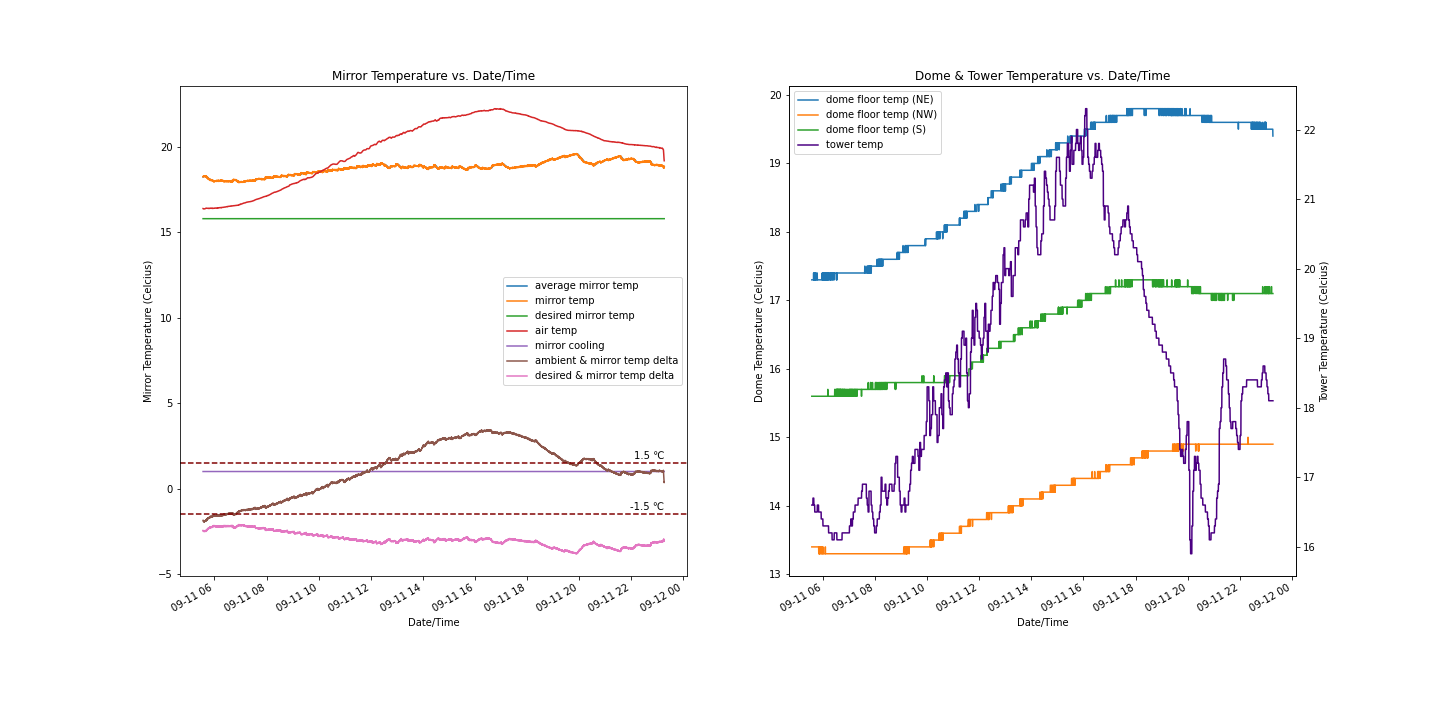 Mirror Temperature vs. Date/Time
Mirror Temperature (Celcius)
20
15
10
5
0
−5
average mirror temp
mirror temp
desired mirror temp
air temp
mirror cooling
ambient & mirror temp delta
desired & mirror temp delta
1.5 °C
-1.5 °C
09-11 06
09-11 08
09-11 10
09-11 12
09-11 14
09-11 16
09-11 18
09-11 20
09-11 22
09-12 00
Date/Time
Dome & Tower Temperature vs. Date/Time
Dome Temperature (Celcius)
20
19
18
17
16
15
14
13
dome floor temp (NE)
dome floor temp (NW)
dome floor temp (S)
tower temp
22
21
20
19
18
17
16
Tower Temperature (Celcius)
09-11 06
09-11 08
09-11 10
09-11 12
09-11 14
09-11 16
09-11 18
09-11 20
09-11 22
09-12 00
Date/Time